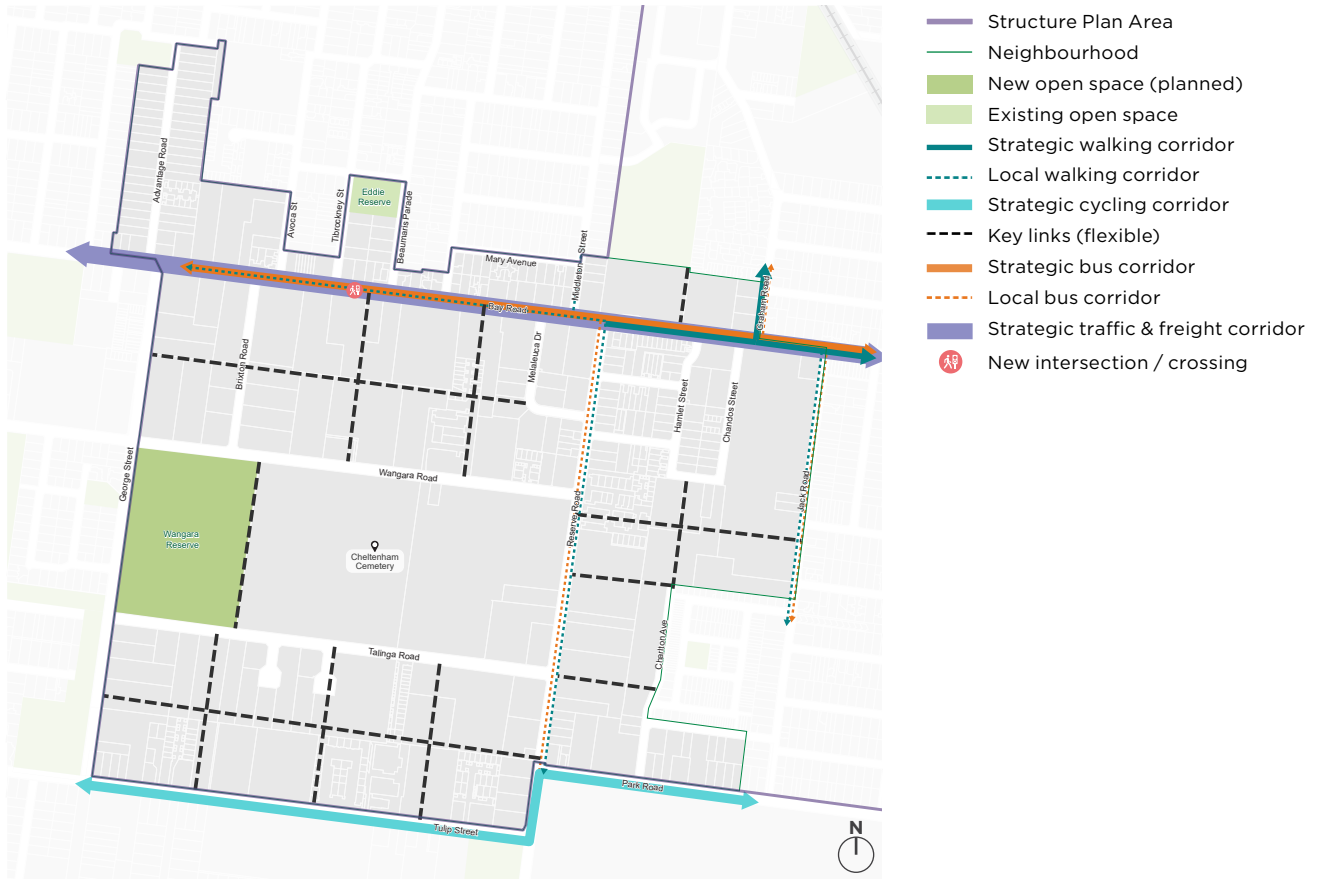 Structure Plan Area
Neighbourhood
New open space (planned)
Existing open space
Strategic walking corridor
Local walking corridor
Strategic cycling corridor
Key links (flexible)
Strategic bus corridor
Local bus corridor
Strategic traffic & freight corridor
New intersection / crossing
Advantage Road
Avoca St
Tibrockney St
Eddie
Reserve
Beaumaris Parade
Mary Avenue
Middleton Street
Graham Road
Bay Road
Brixton Road
Melaleuca Dr
Hamlet Street
Chandos Street
George Street
Wangara Road
Reserve Road
Jack Road
Wangara
Reserve
Cheltenham
Cemetery
Talinga Road
Charlton Ave
Park Road
Tulip Street
N